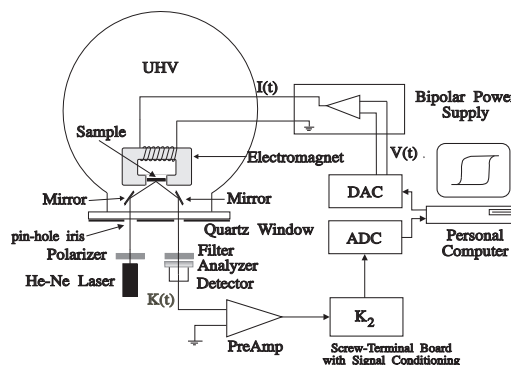 UHV
I(t)
Bipolar Power
Supply
Sample
Electromagnet
V(t)
Mirror
Mirror
DAC
pin-hole iris
Quartz Window
ADC
Personal
Computer
Polarizer
Filter
Analyzer
He-Ne Laser
Detector
K(t)
K2
PreAmp
Screw-Terminal Board
with Signal Conditioning